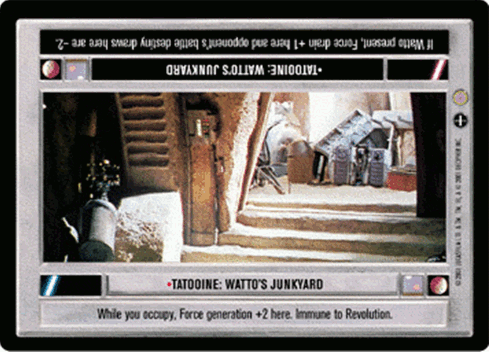 If Watto present, Force drain +1 here and opponent's battle destiny draws here are –2.
•TATOOINE: WATTO'S JUNKYARD
•TATOOINE: WATTO'S JUNKYARD
While you occupy, Force generation +2 here. Immune to Revolution.